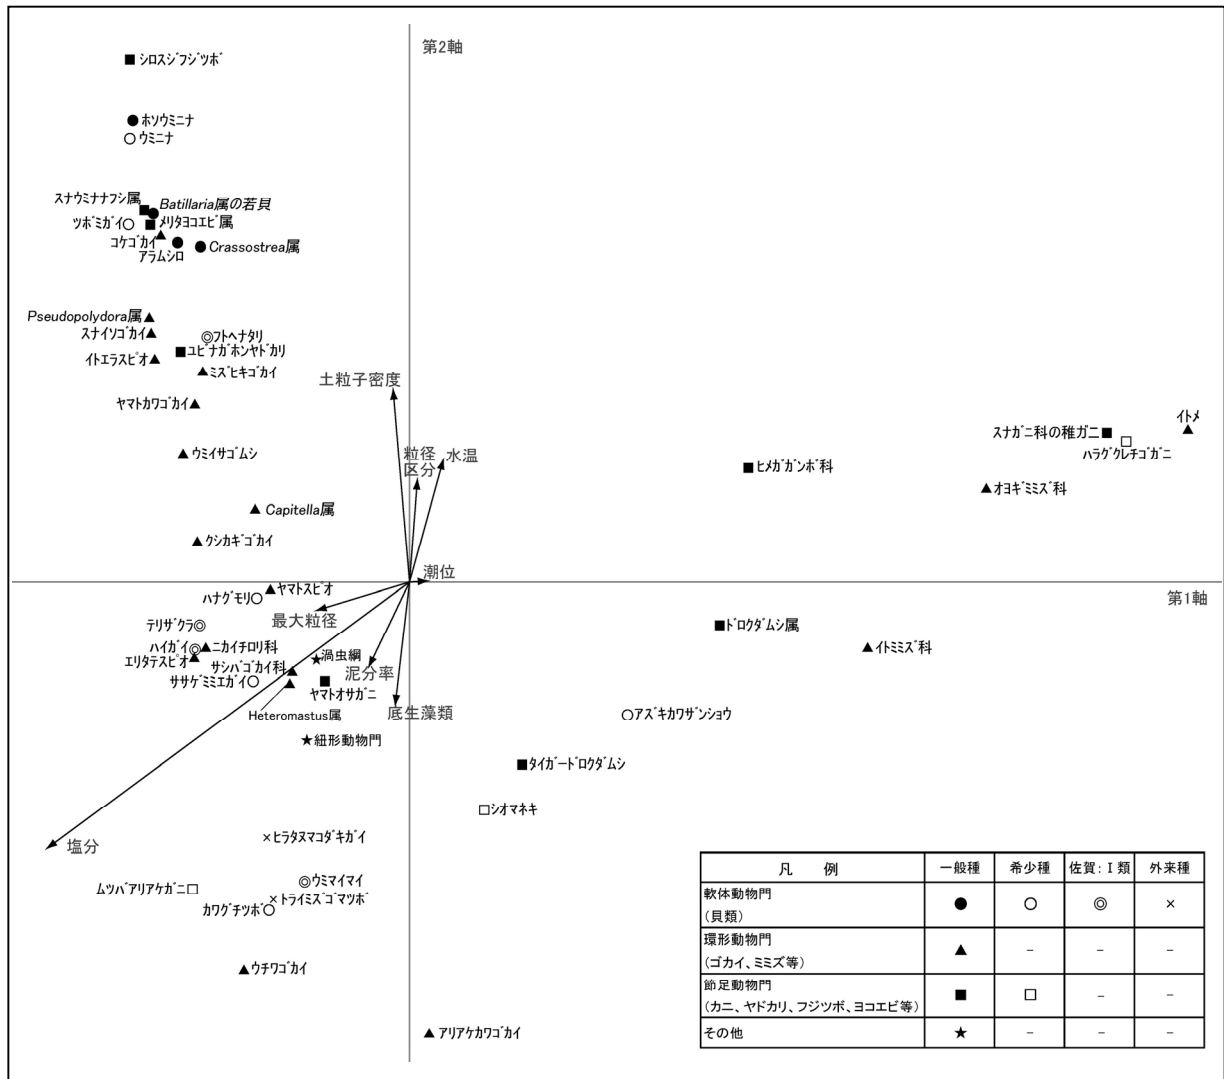 第2軸
シロスジフジツボ
ホソウミニナ
ウミニナ
スナウミナナフシ属
Batillaria属の若貝
ツボミガイ
メリタヨコエビ属
コケゴカイ
アラムシロ
Crassostrea属
Pseudopolydora属
スナイソゴカイ
フトヘナタリ
ユビナガホンヤドカリ
イトエラスピオ
ミズヒキゴカイ
土粒子密度
ヤマトカワゴカイ
イトメ
スナガニ科の稚ガニ
ハラグクレチゴガニ
ウミイサゴムシ
粒径
区分
水温
ヒメガガンボ科
オヨギミミズ科
Capitella属
クシカギゴカイ
潮位
第1軸
ヤマトスピオ
ハナグモリ
最大粒径
テリザクラ
ドロクダムシ属
ハイガイ
ニカイチロリ科
イトミミズ科
エリタテスピオ
サシバゴカイ科
渦虫綱
泥分率
ササゲミミエガイ
ヤマトオサガニ
Heteromastus属
底生藻類
アズキカワザンショウ
紐形動物門
タイガードロクダムシ
シオマネキ
塩分
ヒラタヌマコダキガイ
ムツバアリアケガニ
ウミマイマイ
トライミズゴマツボ
カワグチツボ
ウチワゴカイ
アリアケカワゴカイ
凡 例 一般種 希少種 佐賀：Ⅰ類 外来種
軟体動物門
(貝類) ● ○ ◎ ×
環形動物門
(ゴカイ、ミミズ等) ▲ － － －
節足動物門
(カニ、ヤドカリ、フジツボ、ヨコエビ等) ■ □ － －
その他 ★ － － －